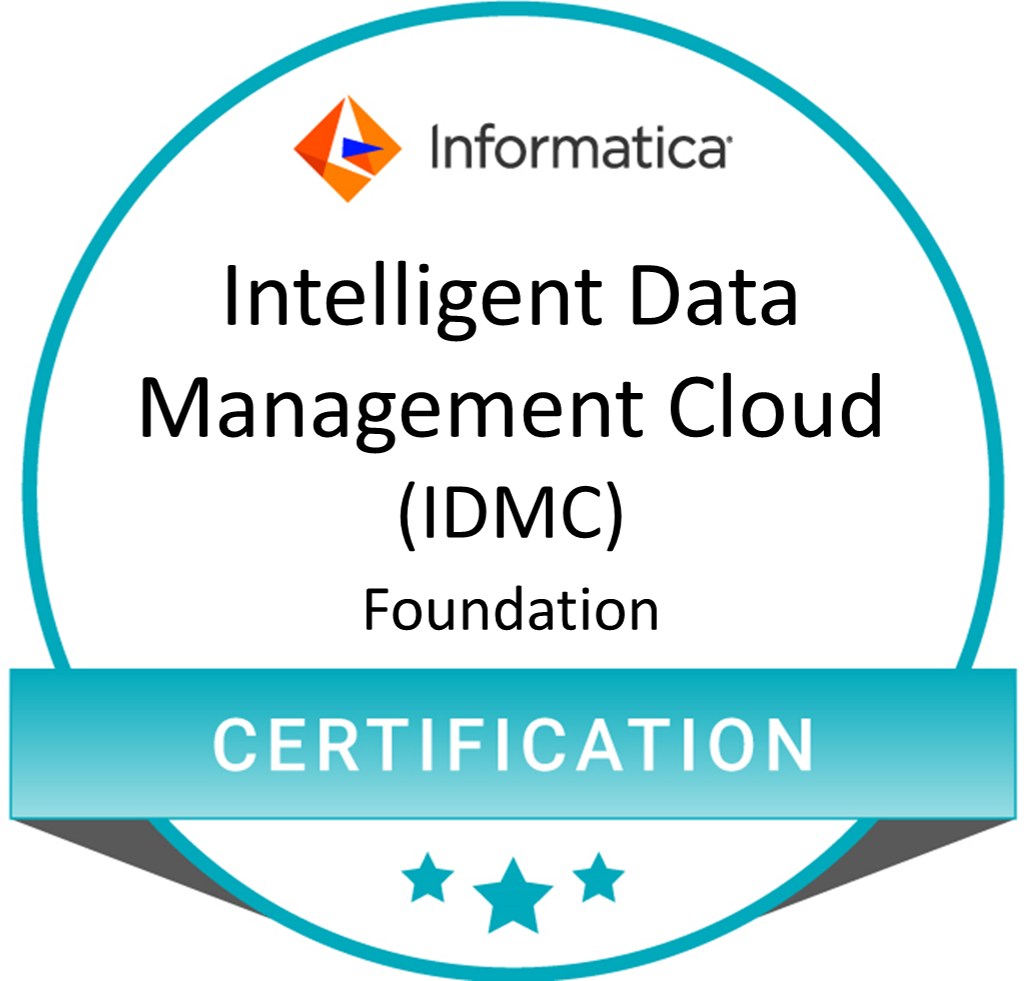 Informatica
Intelligent Data
Management Cloud
(IDMC)
Foundation
CERTIFICATION